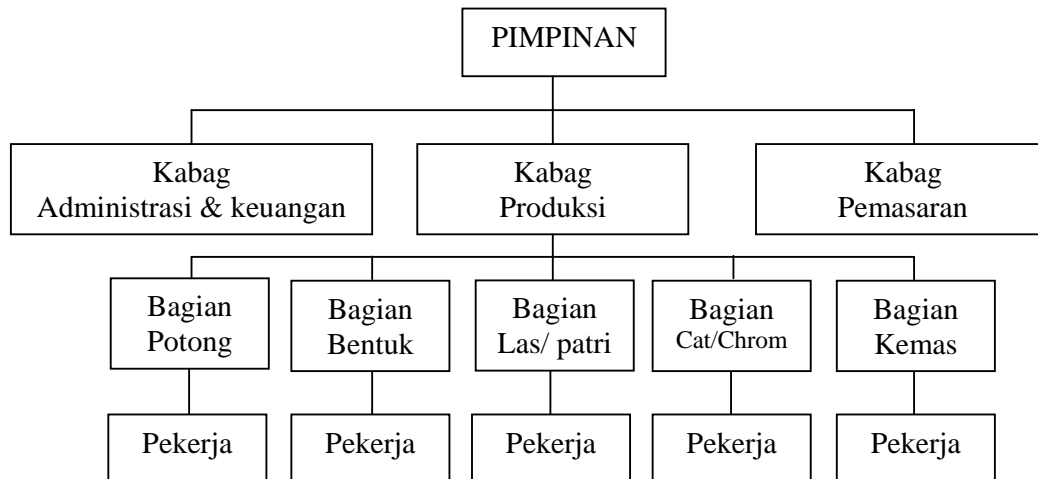 PIMPINAN
Kabag
Administrasi & keuangan
Kabag
Produksi
Kabag
Pemasaran
Bagian
Potong
Bagian
Bentuk
Bagian
Las/ patri
Bagian
Cat/Chrom
Bagian
Kemas
Pekerja
Pekerja
Pekerja
Pekerja
Pekerja